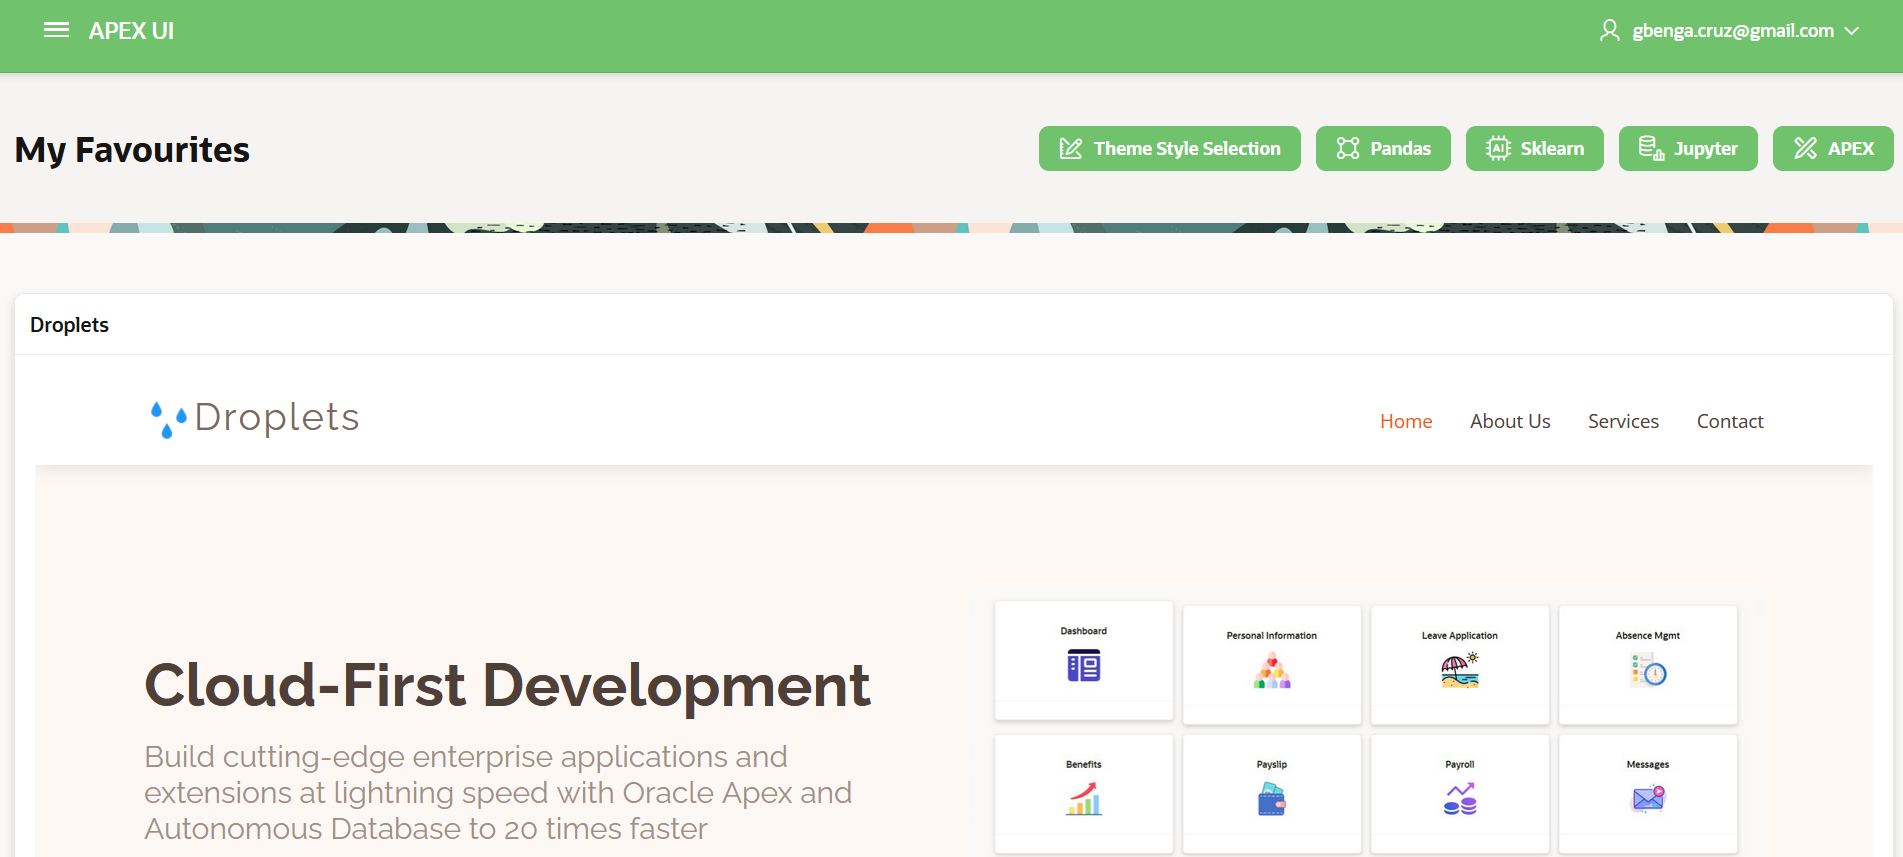 APEX UI
gbenga.cruz@gmail.com
My Favourites
Theme Style Selection
Pandas
AI
Sklearn
Jupyter
APEX
Droplets
Droplets
Home
About Us
Services
Contact
Cloud-First Development
Build cutting-edge enterprise applications and
extensions at lightning speed with Oracle Apex and
Autonomous Database to 20 times faster
Dashboard
Personal Information
Leave Application
Absence Mgmt
Benefits
Payslip
Payroll
Messages